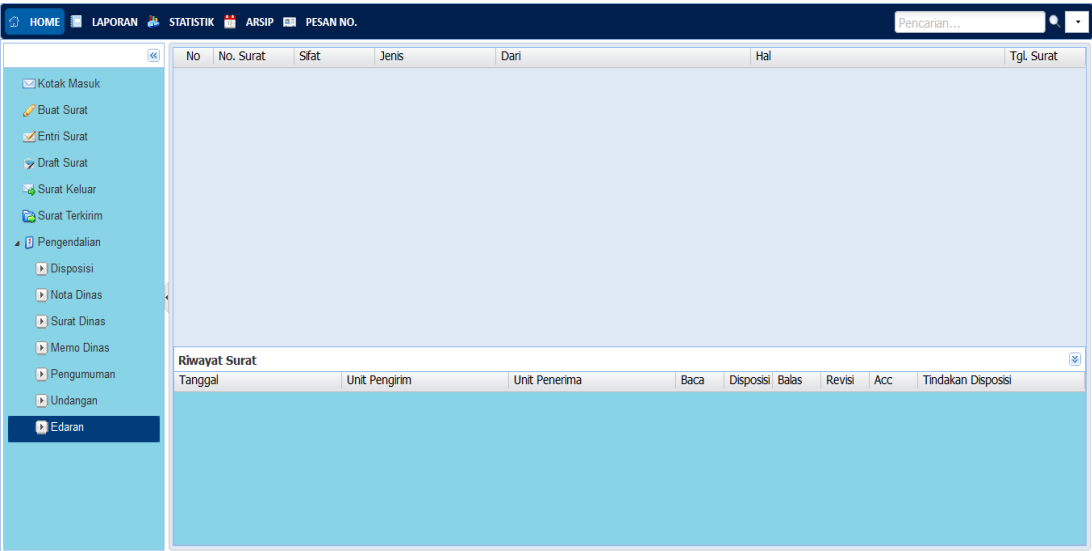 HOME LAPORAN STATISTIK ARSIP PESAN NO. Pencarian...
No No. Surat Sifat Jenis Dari Hal Tgl. Surat
Kotak Masuk
Buat Surat
Entri Surat
Draft Surat
Surat Keluar
Surat Terkirim
Pengendalian
Disposisi
Nota Dinas
Surat Dinas
Memo Dinas
Pengumuman
Undangan
Edaran
Riwayat Surat
Tanggal Unit Pengirim Unit Penerima Baca Disposisi Balas Revisi Acc Tindakan Disposisi